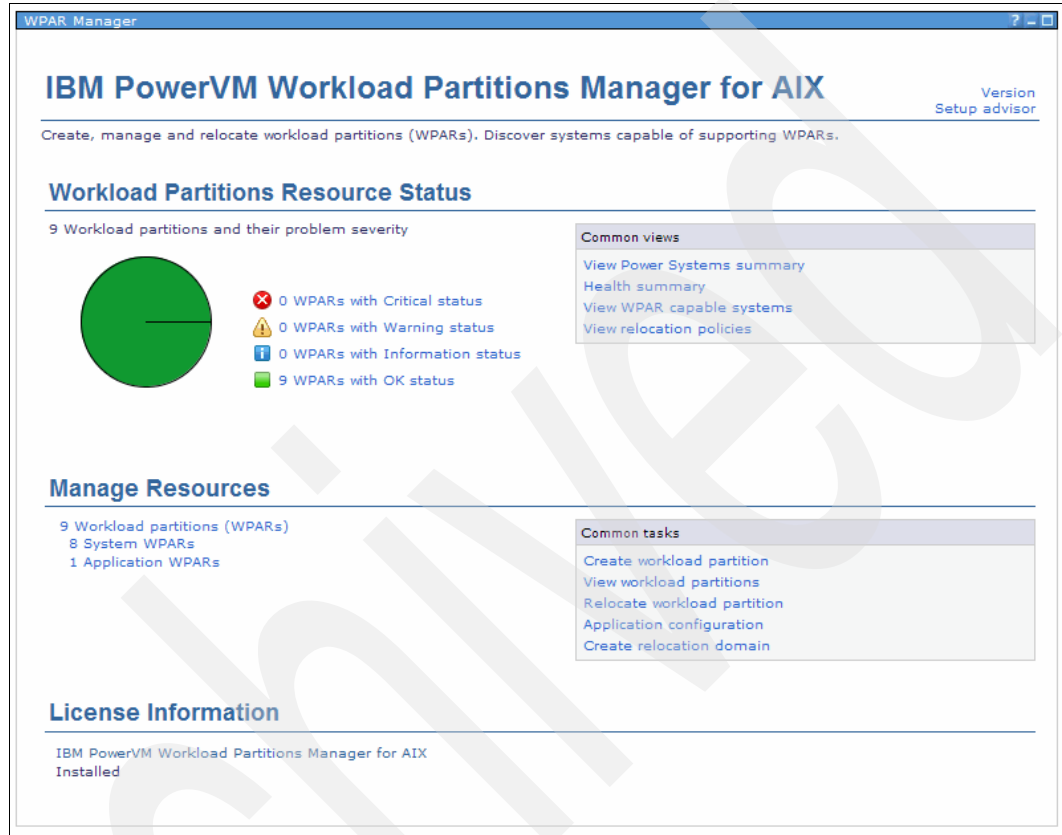 WPAR Manager
? – □
IBM PowerVM Workload Partitions Manager for AIX
Version
Setup advisor
Create, manage and relocate workload partitions (WPARs). Discover systems capable of supporting WPARs.
Workload Partitions Resource Status
9 Workload partitions and their problem severity
0 WPARs with Critical status
0 WPARs with Warning status
0 WPARs with Information status
9 WPARs with OK status
Common views
View Power Systems summary
Health summary
View WPAR capable systems
View relocation policies
Manage Resources
9 Workload partitions (WPARs)
8 System WPARs
1 Application WPARs
Common tasks
Create workload partition
View workload partitions
Relocate workload partition
Application configuration
Create relocation domain
License Information
IBM PowerVM Workload Partitions Manager for AIX
Installed
chived